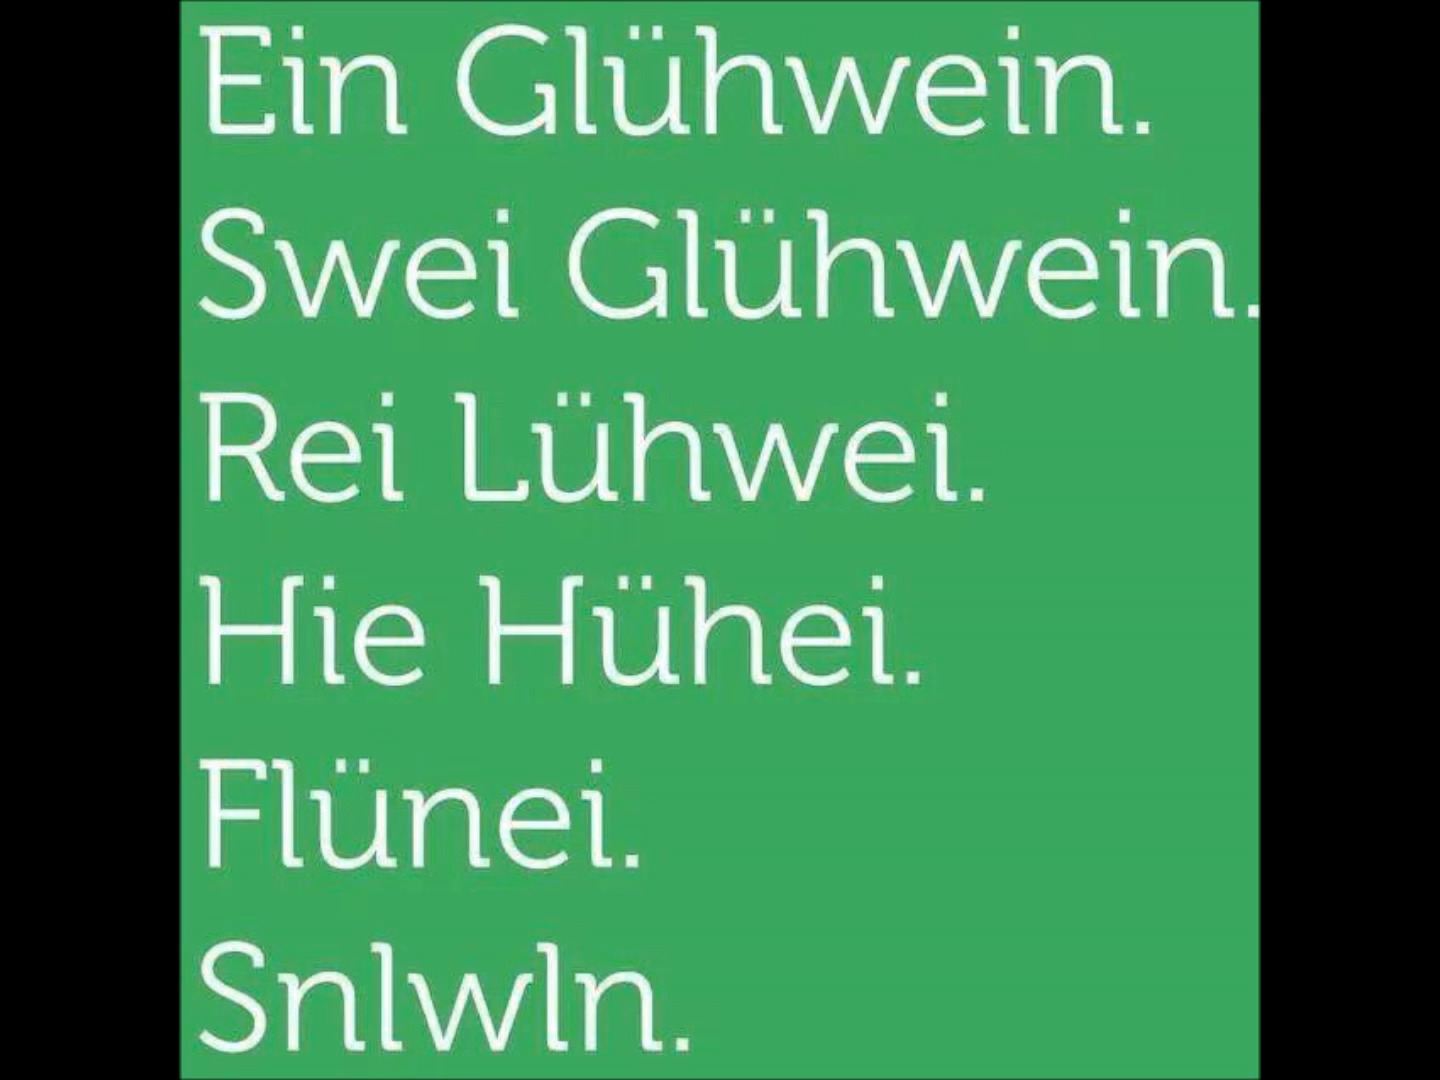 Ein Glühwein.
Swei Glühwein.
Rei Lühwei.
Hie Hühei.
Flünei.
Snlwln.